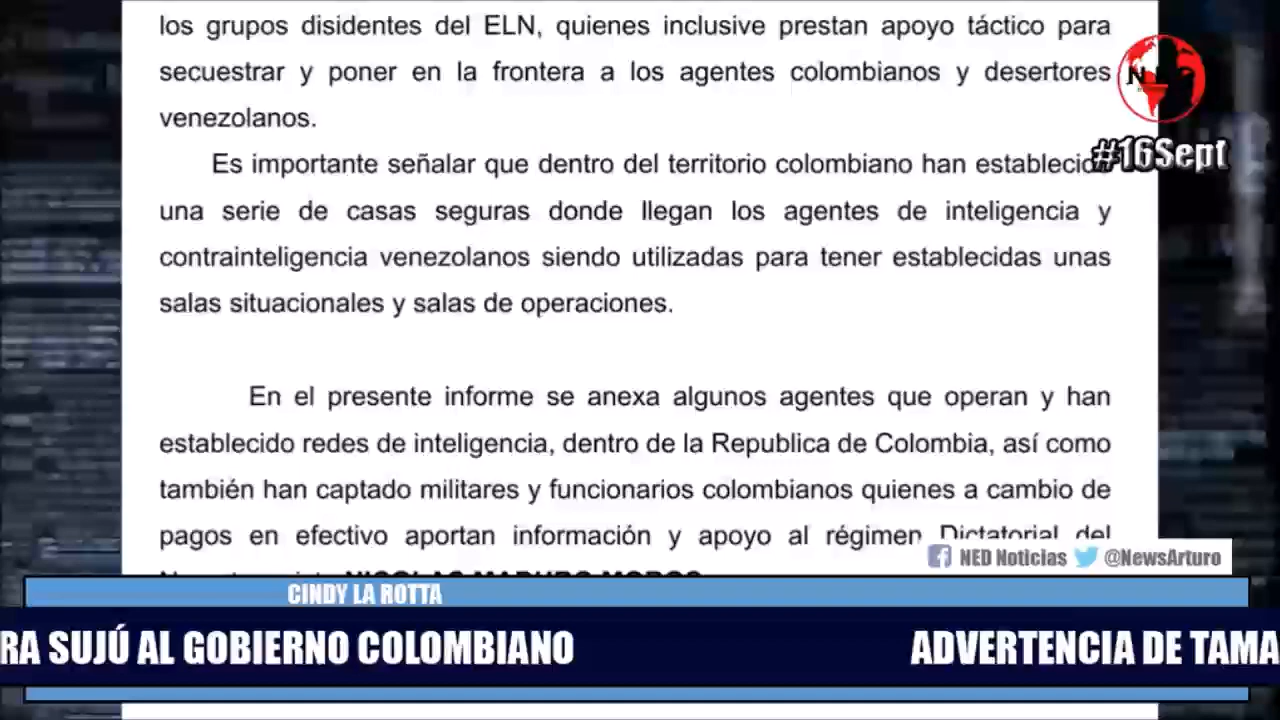 los grupos disidentes del ELN, quienes inclusive prestan apoyo táctico para
secuestrar y poner en la frontera a los agentes colombianos y desertores
venezolanos.
#16Sept
Es importante señalar que dentro del territorio colombiano han establecido
una serie de casas seguras donde llegan los agentes de inteligencia y
contrainteligencia venezolanos siendo utilizadas para tener establecidas unas
salas situacionales y salas de operaciones.
En el presente informe se anexa algunos agentes que operan y han
establecido redes de inteligencia, dentro de la Republica de Colombia, así como
también han captado militares y funcionarios colombianos quienes a cambio de
pagos en efectivo aportan información y apoyo al régimen Dictatorial del
NICOLAS MADURO MOROS
NED Noticias @NewsArturo
CINDY LA ROTTA
RA SUJÚ AL GOBIERNO COLOMBIANO ADVERTENCIA DE TAMA